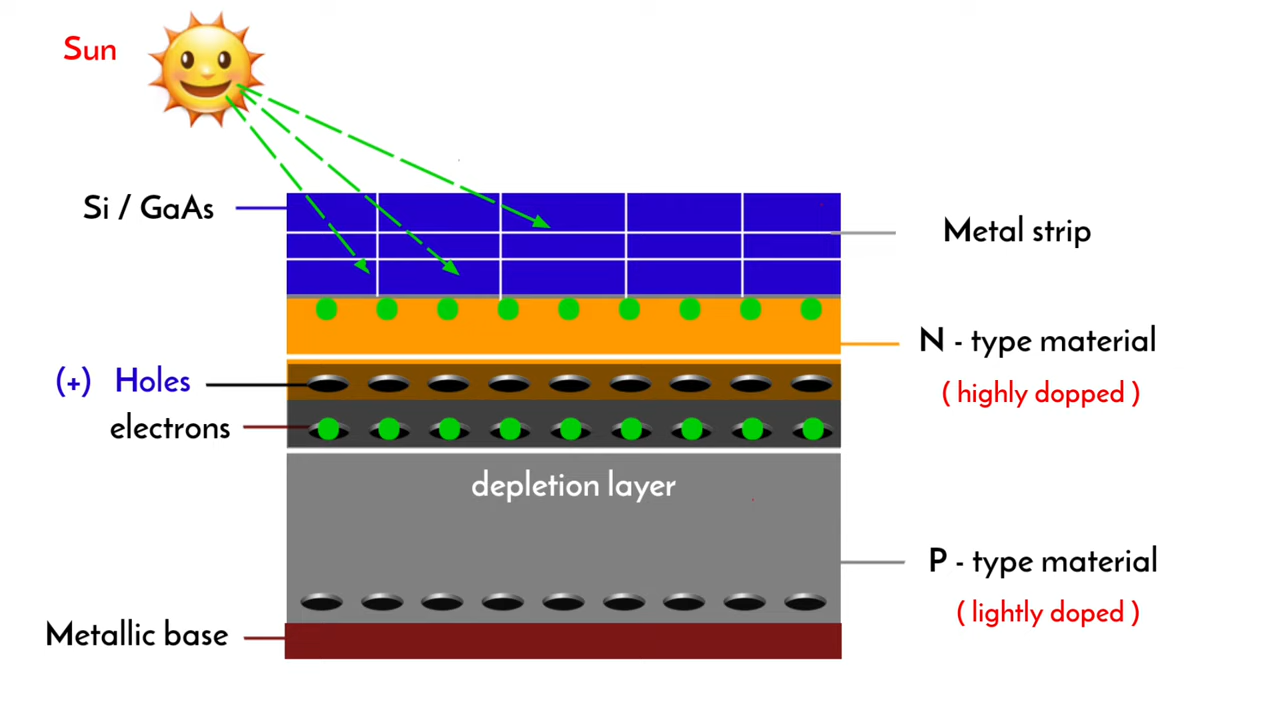 Sun
Si / GaAs
Metal strip
N - type material
( highly dopped )
(+) Holes
electrons
depletion layer
P - type material
( lightly doped )
Metallic base